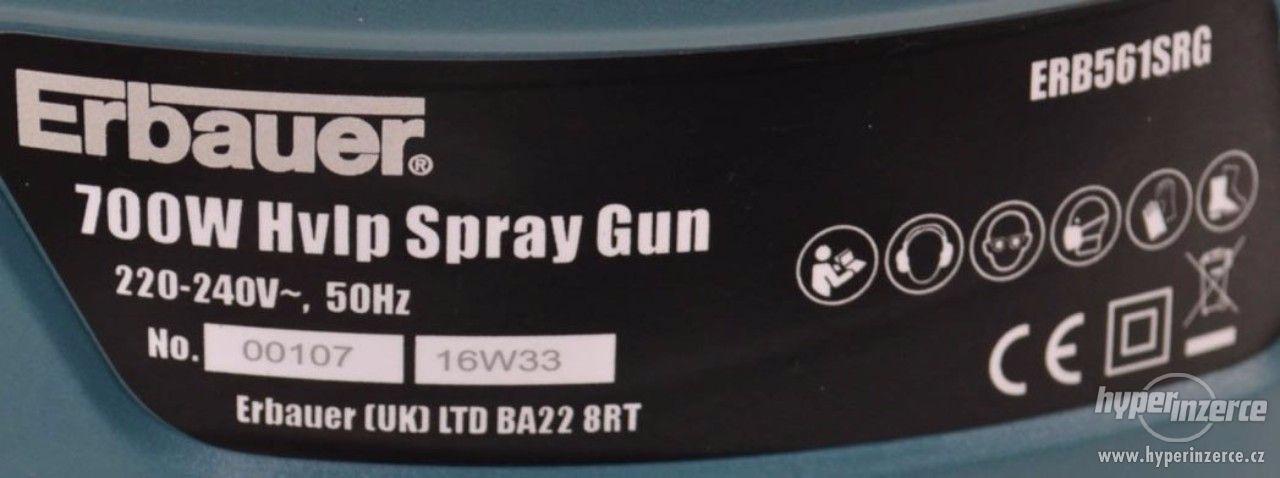 Erbauer®
ERB561SRG
700W Hvlp Spray Gun
220-240V~, 50Hz
No. 00107 16W33
Erbauer (UK) LTD BA22 8RT
CE
hyperinzerce
www.hyperinzerce.cz